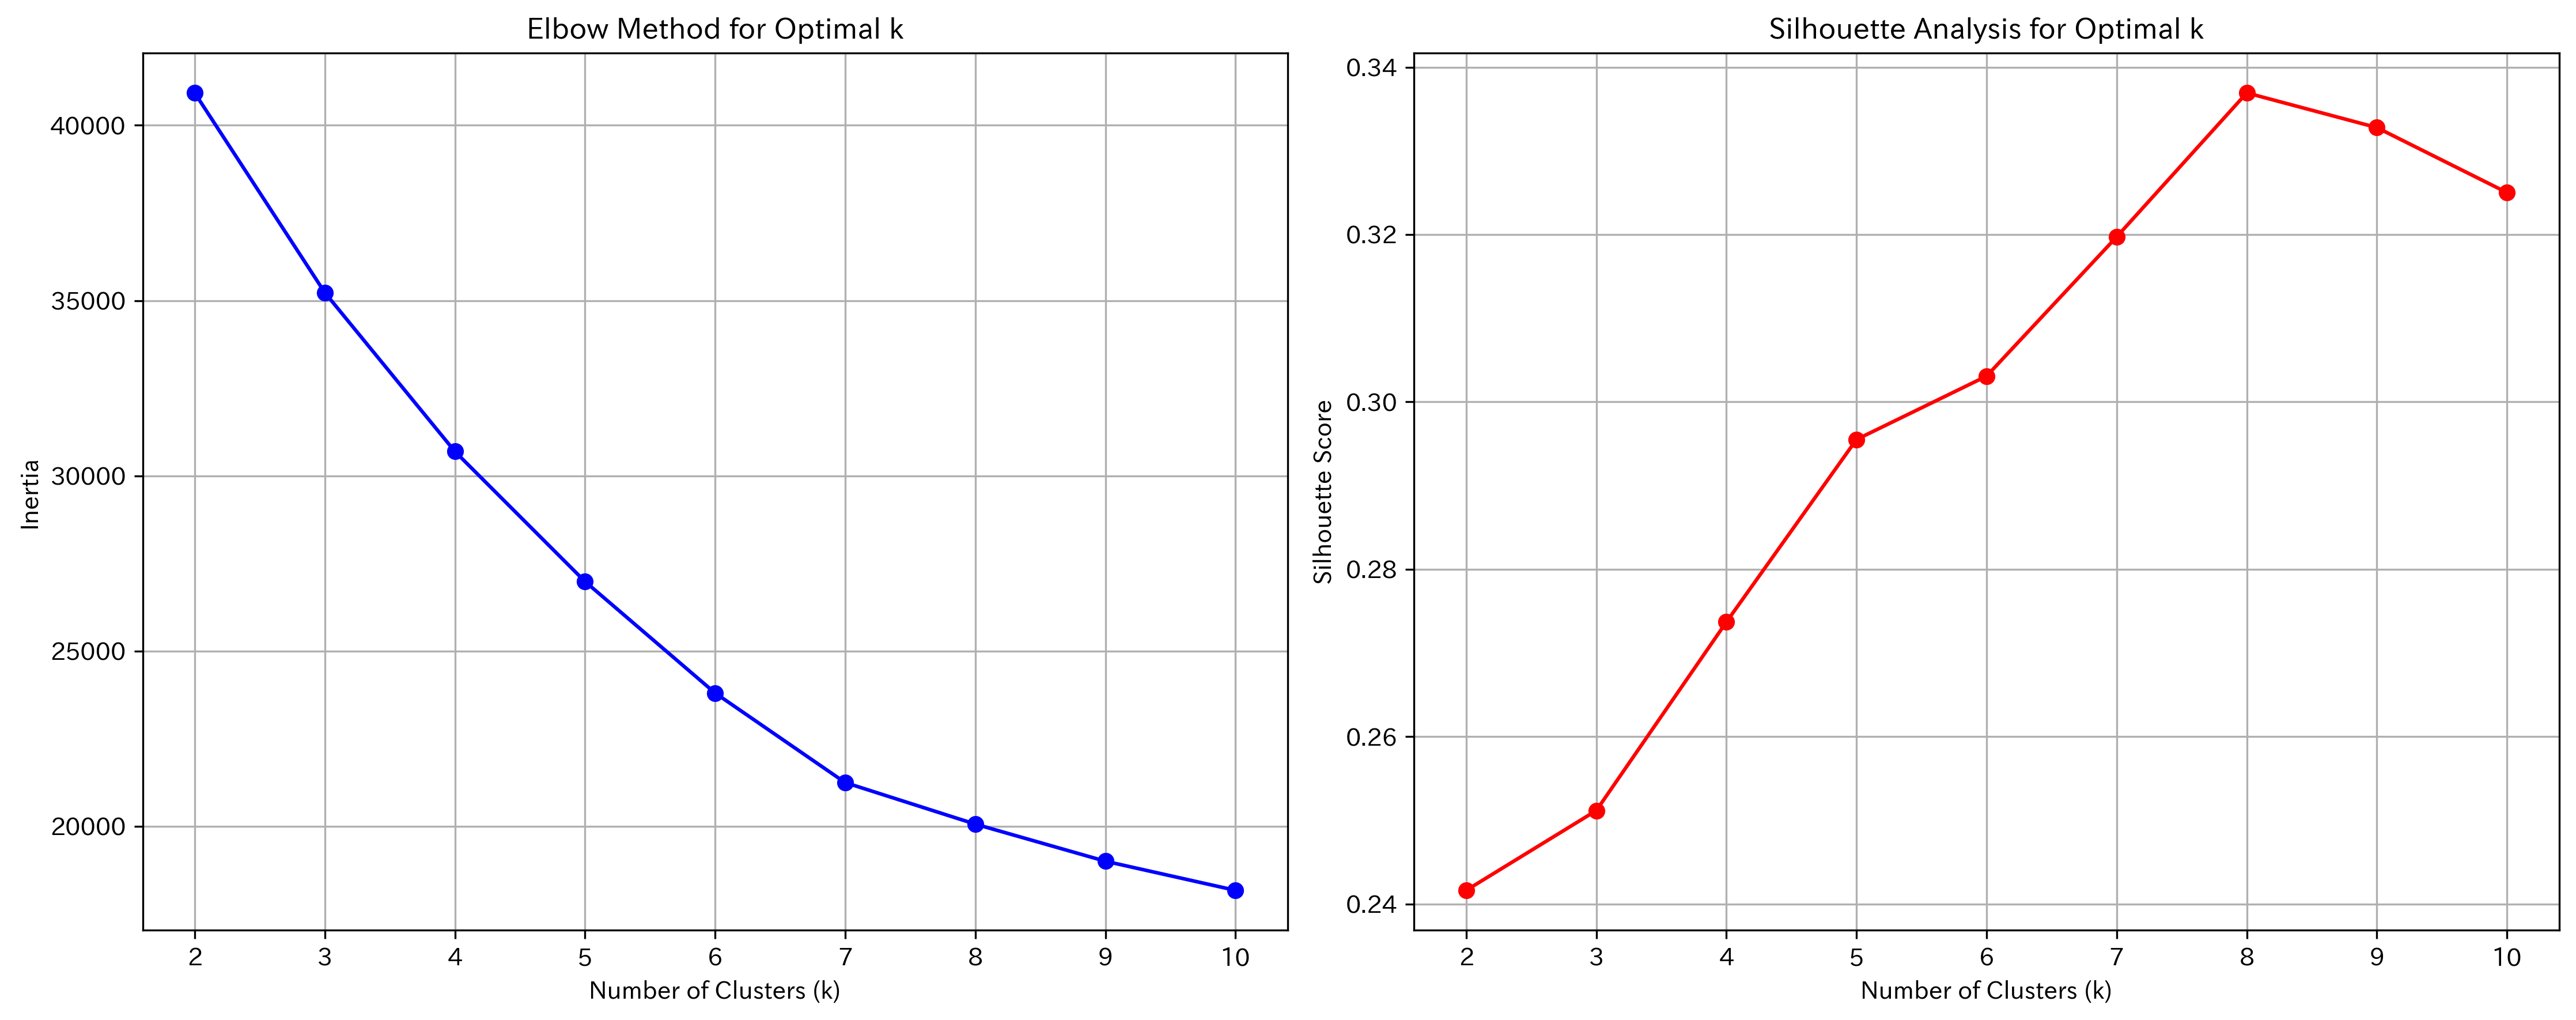 Elbow Method for Optimal k
40000
35000
30000
25000
20000
Inertia
2 3 4 5 6 7 8 9 10
Number of Clusters (k)
Silhouette Analysis for Optimal k
0.34
0.32
0.30
0.28
0.26
0.24
Silhouette Score
2 3 4 5 6 7 8 9 10
Number of Clusters (k)